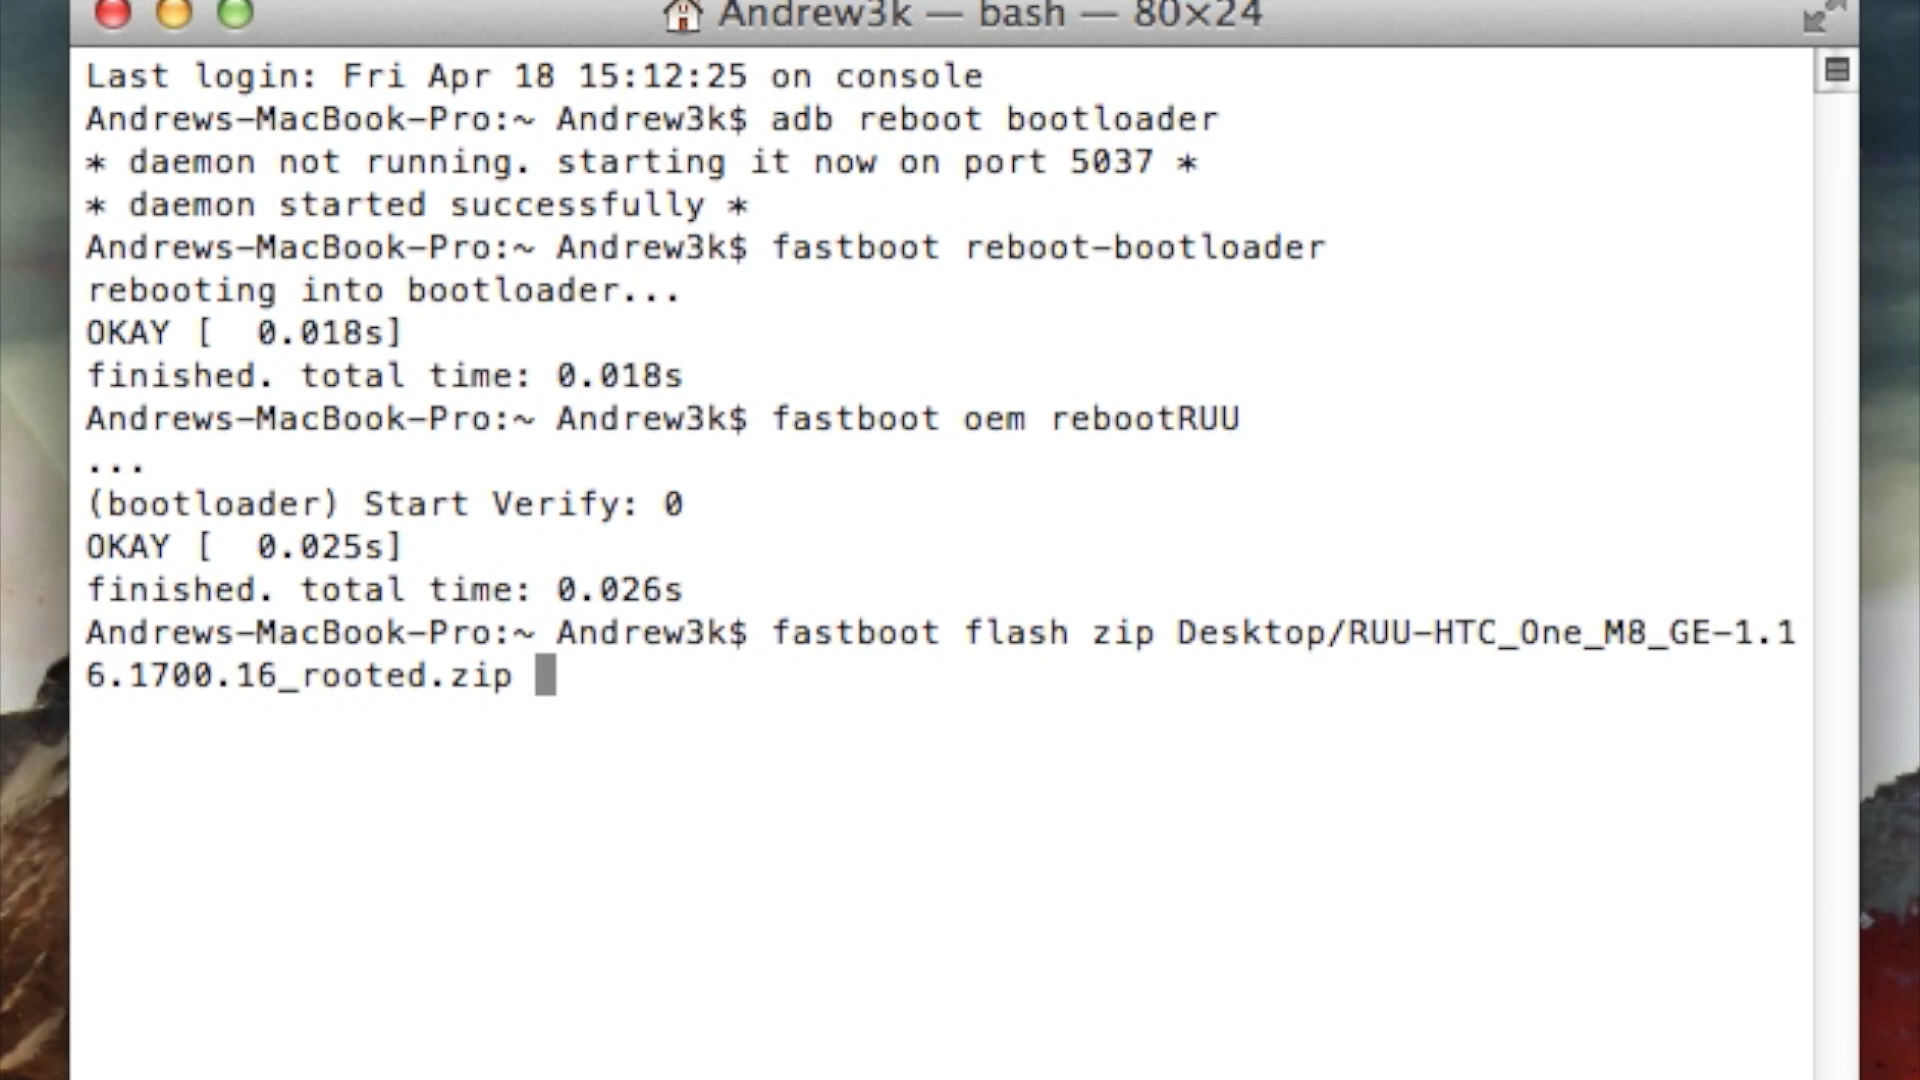 Andrew3k — bash — 80×24
Last login: Fri Apr 18 15:12:25 on console
Andrews-MacBook-Pro:~ Andrew3k$ adb reboot bootloader
* daemon not running. starting it now on port 5037 *
* daemon started successfully *
Andrews-MacBook-Pro:~ Andrew3k$ fastboot reboot-bootloader
rebooting into bootloader...
OKAY [  0.018s]
finished. total time: 0.018s
Andrews-MacBook-Pro:~ Andrew3k$ fastboot oem rebootRUU
...
(bootloader) Start Verify: 0
OKAY [  0.025s]
finished. total time: 0.026s
Andrews-MacBook-Pro:~ Andrew3k$ fastboot flash zip Desktop/RUU-HTC_One_M8_GE-1.1
6.1700.16_rooted.zip